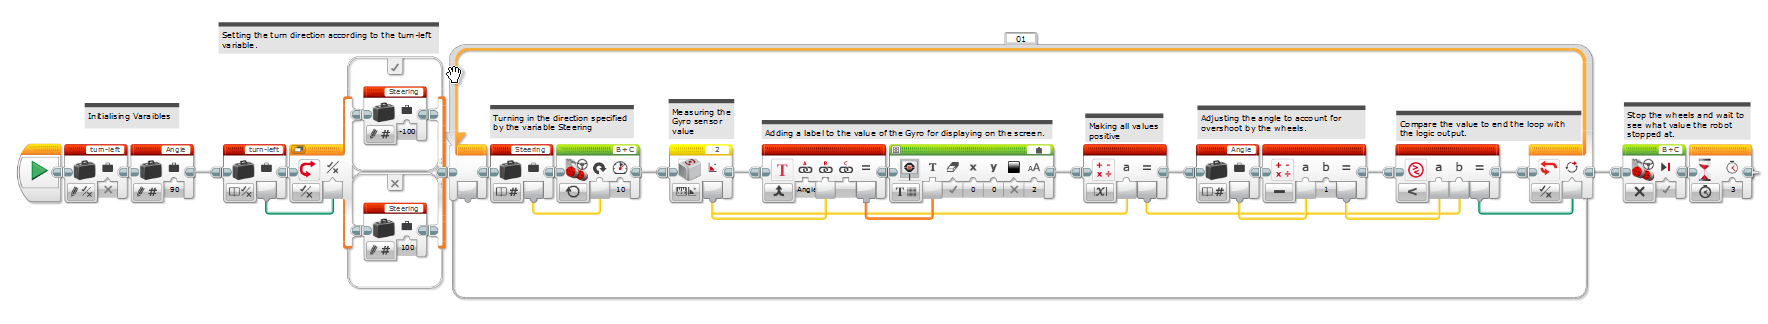 Setting the turn direction according to the turn-left
variable.
01
Steering
-100
Initialising Varaibles
Turning in the direction specified
by the variable Steering
Measuring the
Gyro sensor
value
Adding a label to the value of the Gyro for displaying on the screen.
Making all values
positive
Adjusting the angle to account for
overshoot by the wheels.
Compare the value to end the loop with
the logic output.
Stop the wheels and wait to
see what value the robot
stopped at.
turn-left
Angle
turn-left
Steering
B+C
2
Angle
B+C
T A B C =
T x y AA
a =
a b =
a b =
90
10
Angle
0 0 2
|x|
1
<
3
Steering
100